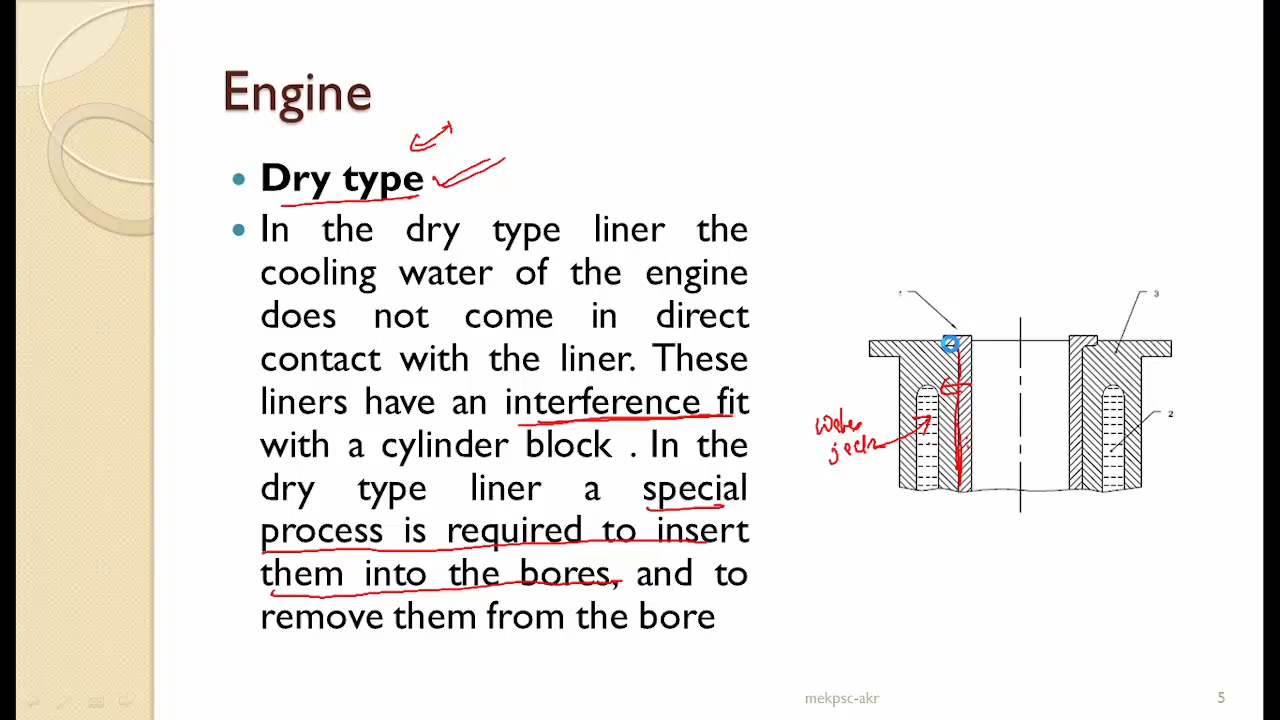 Engine
Dry type
In the dry type liner the
cooling water of the engine
does not come in direct
contact with the liner. These
liners have an interference fit
with a cylinder block . In the
dry type liner a special
process is required to insert
them into the bores, and to
remove them from the bore
1
3
2
water
mekpsc-akr
5